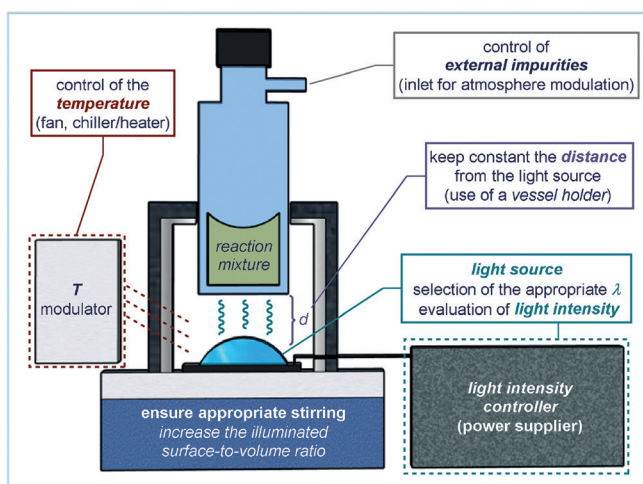 control of the
temperature
(fan, chiller/heater)
control of
external impurities
(inlet for atmosphere modulation)
keep constant the distance
from the light source
(use of a vessel holder)
reaction
mixture
light source
selection of the appropriate λ
evaluation of light intensity
T
modulator
d
light intensity
controller
(power supplier)
ensure appropriate stirring
increase the illuminated
surface-to-volume ratio